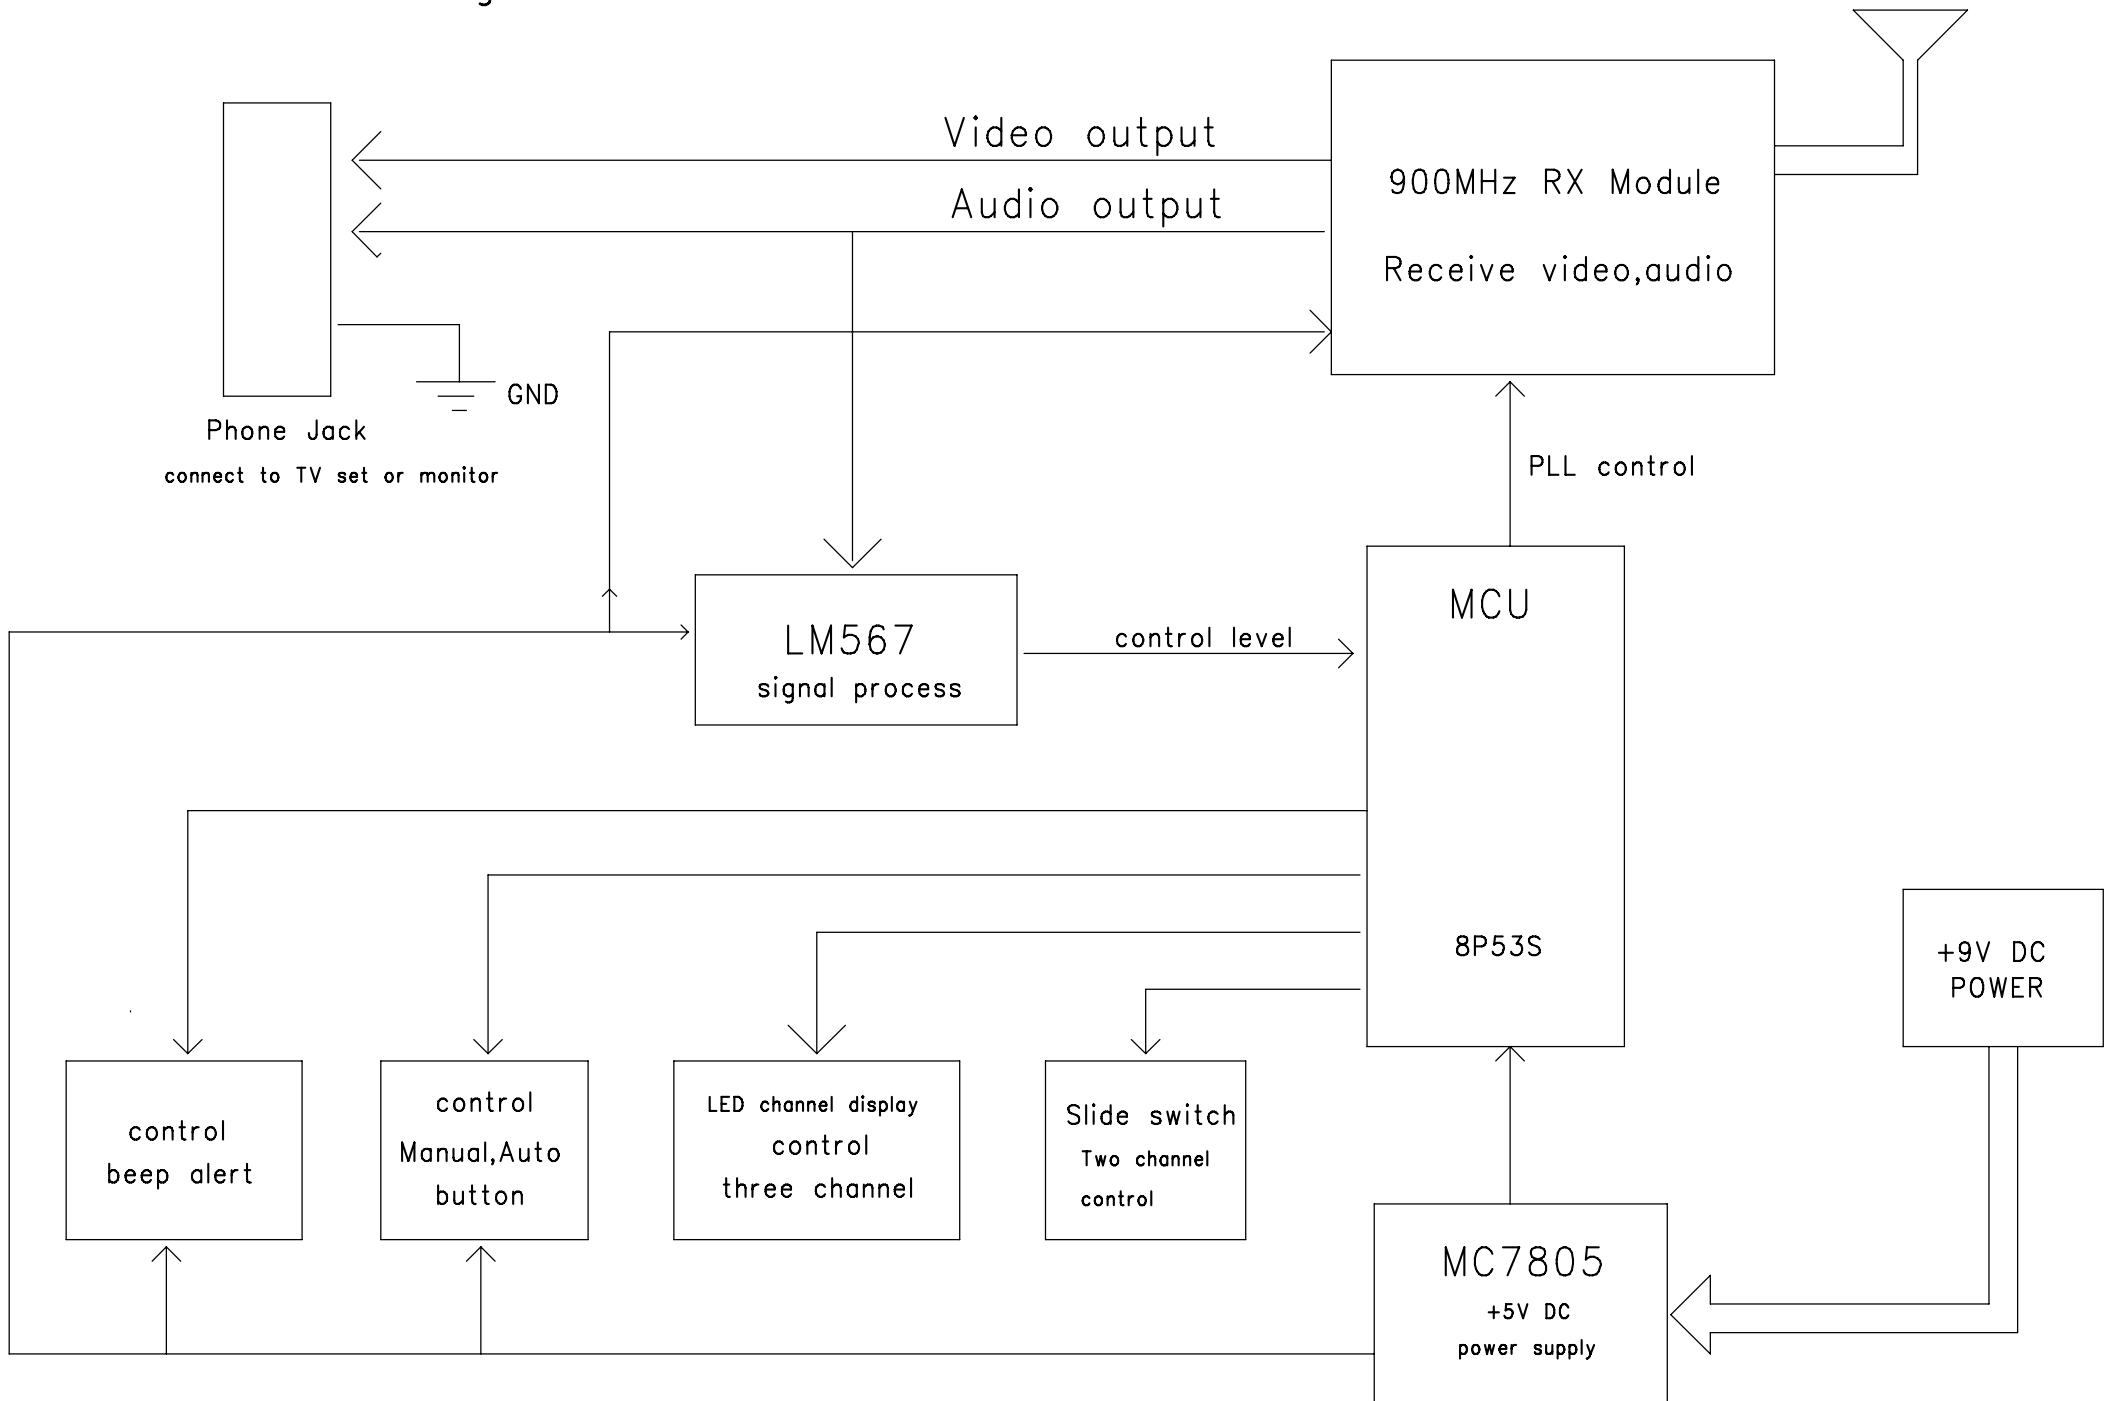 Video output
Audio output
900MHz RX Module
Receive video,audio
GND
Phone Jack
connect to TV set or monitor
PLL control
MCU
LM567
signal process
control level
8P53S
+9V DC
POWER
control
beep alert
control
Manual,Auto
button
LED channel display
control
three channel
Slide switch
Two channel
control
MC7805
+5V DC
power supply